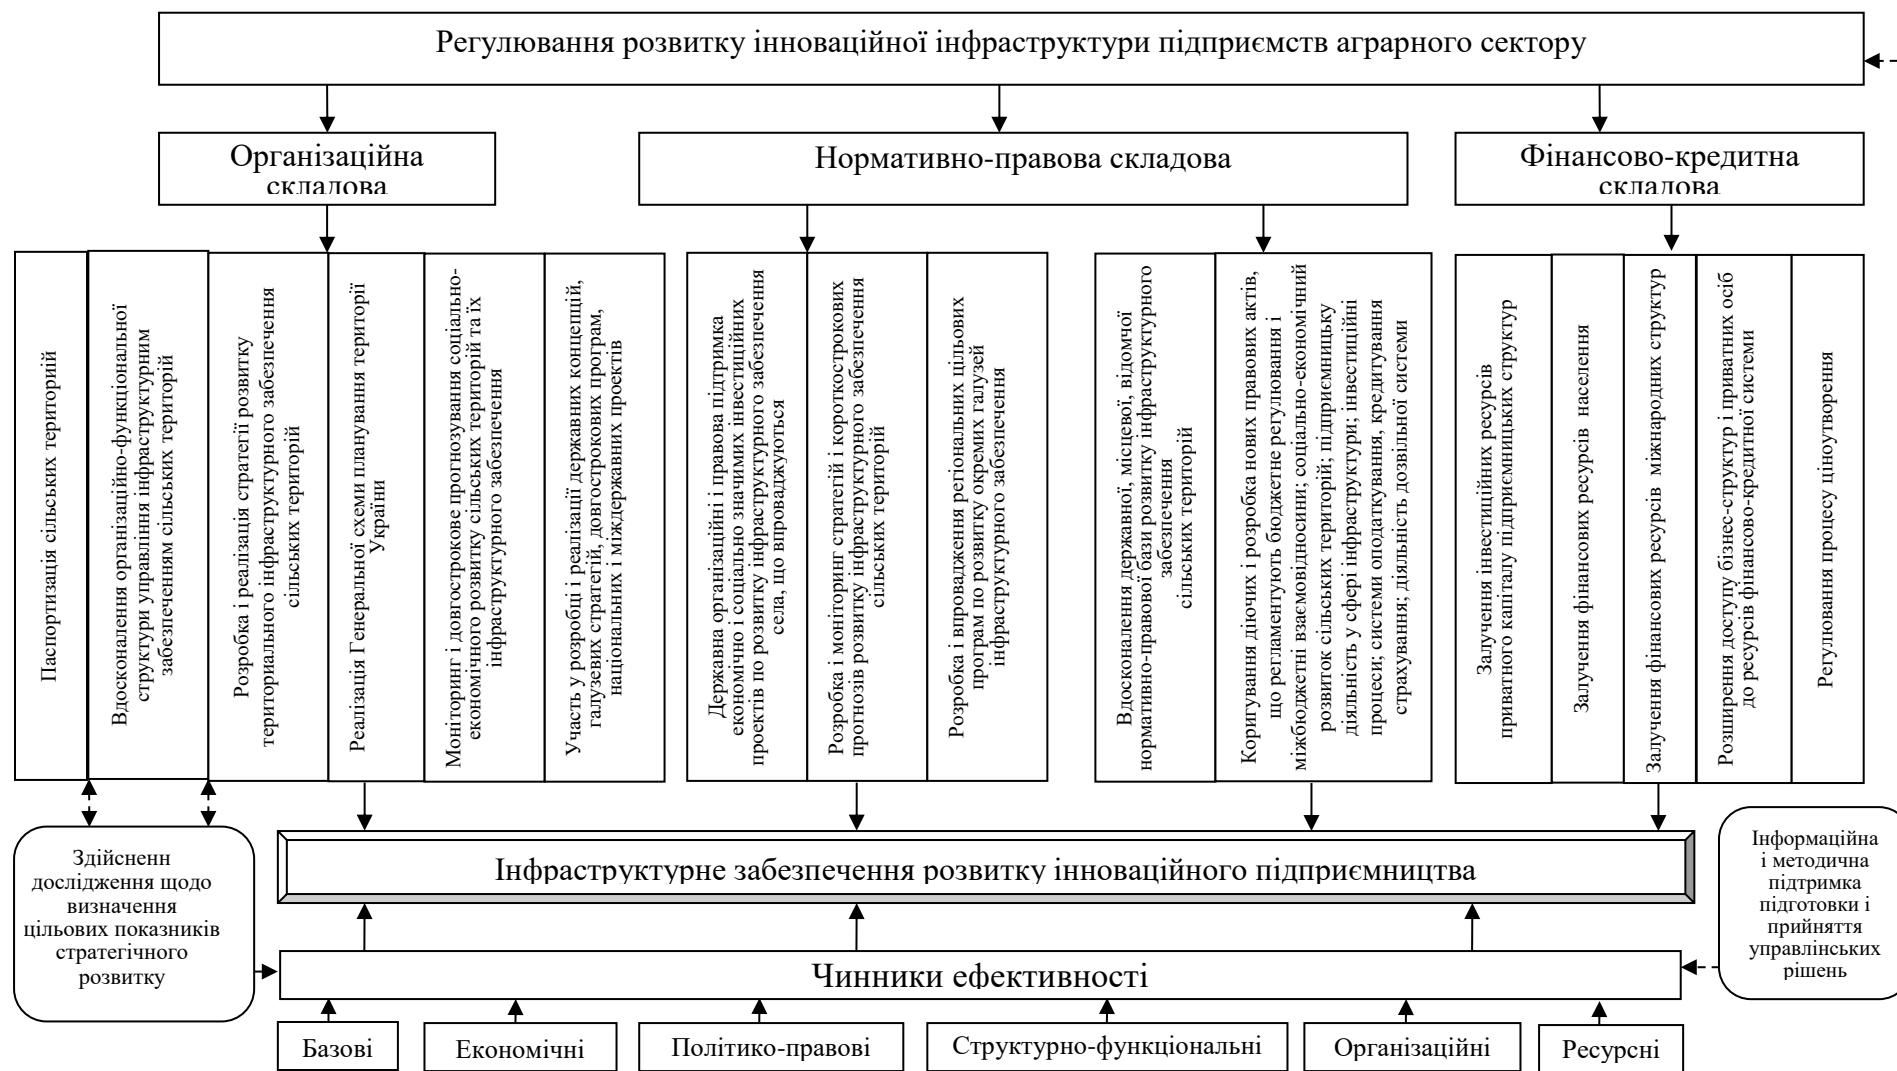 Регулювання розвитку інноваційної інфраструктури підприємств аграрного сектору
Організаційна
складова
Нормативно-правова складова
Фінансово-кредитна
складова
Паспортизація сільських територий
Вдосконалення організаційно-функціональної
структури управління інфраструктурним
забезпеченням сільських територій
Розробка і реалізація стратегії розвитку
териториального інфраструктурного забезпечення
сільських територій
Реалізація Генеральної схеми планування території
України
Моніторинг і довгострокове прогнозування соціально-
економічного розвитку сільских територій та їх
інфраструктурного забезпечення
Участь у розробці і реалізації державних концепцій,
галузевих стратегій, довгострокових програм,
національних і міждержавних проектів
Державна організаційні і правова підтримка
економічно і соціально значимих інвестиційних
проектів по розвитку інфраструктурного забезпечення
села, що впроваджуються
Розробка і моніторинг стратегій і короткострокових
прогнозів розвитку інфраструктурного забезпечення
сільських територій
Розробка і впровадження регіональних цільових
програм по розвитку окремих галузей
інфраструктурного забезпечення
Вдосконалення державної, місцевої, відомчої
нормативно-правової бази розвитку інфраструктурного
забезпечення
сільських територій
Коригування діючих і розробка нових правових актів,
що регламентують бюджетне регулювання і
міжбюджетні взаємовідносини; соціально-економічний
розвиток сільських територій; підприємницьку
діяльність у сфері інфраструктури; інвестиційні
процеси; системи оподаткування, кредитування
страхування; діяльність дозвільної системи
Залучення інвестиційних ресурсів
приватного капіталу підприємницьких структур
Залучення фінансових ресурсів населення
Залучення фінансових ресурсів міжнародних структур
Розширення доступу бізнес-структур і приватних осіб
до ресурсів фінансово-кредитної системи
Регулювання процесу ціноутворення
Здійсненн
дослідження щодо
визначення
цільових показників
стратегічного
розвитку
Інфраструктурне забезпечення розвитку інноваційного підприємництва
Інформаційна
і методична
підтримка
підготовки і
прийняття
управлінських
рішень
Чинники ефективності
Базові
Економічні
Політико-правові
Структурно-функціональні
Організаційні
Ресурсні